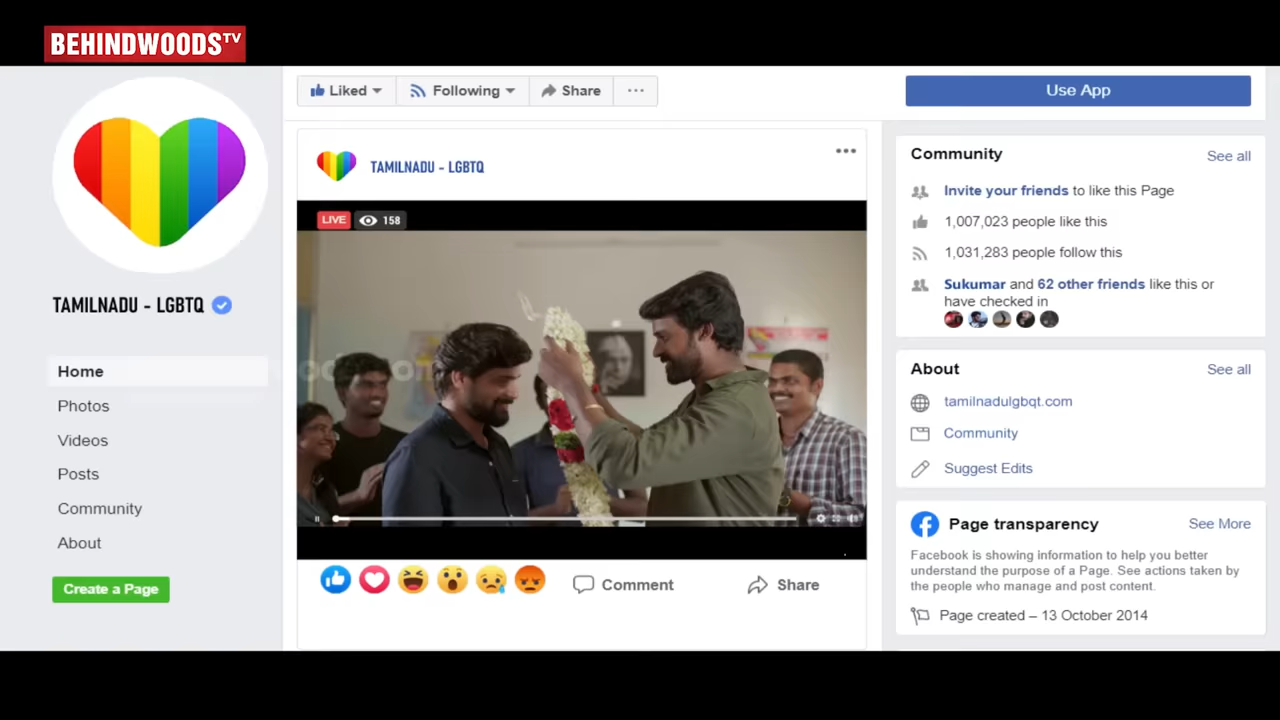 BEHINDWOODS TV
Liked
Following
Share
Use App
TAMILNADU - LGBTQ
LIVE
158
TAMILNADU - LGBTQ
Home
Photos
Videos
Posts
Community
About
Create a Page
Comment
Share
Community
See all
Invite your friends to like this Page
1,007,023 people like this
1,031,283 people follow this
Sukumar and 62 other friends like this or
have checked in
About
See all
tamilnadulgbqt.com
Community
Suggest Edits
Page transparency
See More
Facebook is showing information to help you better
understand the purpose of a Page. See actions taken by
the people who manage and post content.
Page created – 13 October 2014